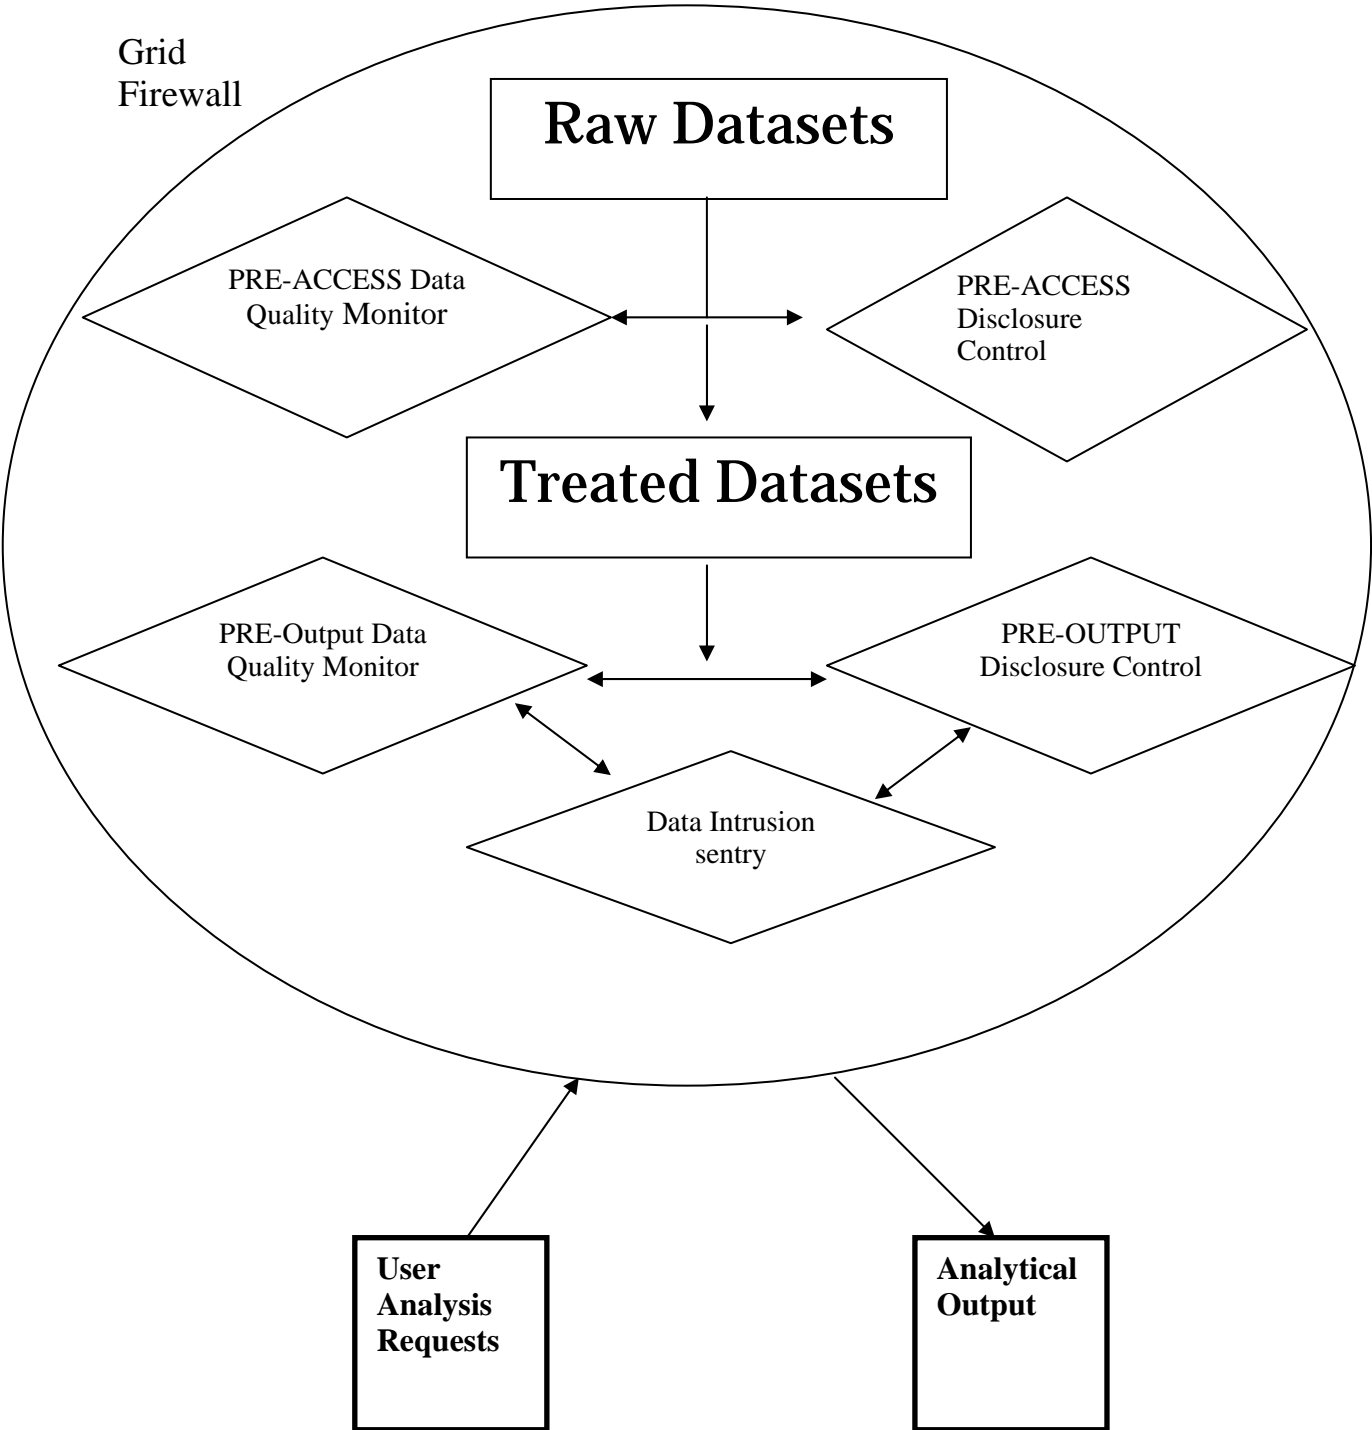 Grid
Firewall
Raw Datasets
PRE-ACCESS Data
Quality Monitor
PRE-ACCESS
Disclosure
Control
Treated Datasets
PRE-Output Data
Quality Monitor
PRE-OUTPUT
Disclosure Control
Data Intrusion
sentry
User
Analysis
Requests
Analytical
Output